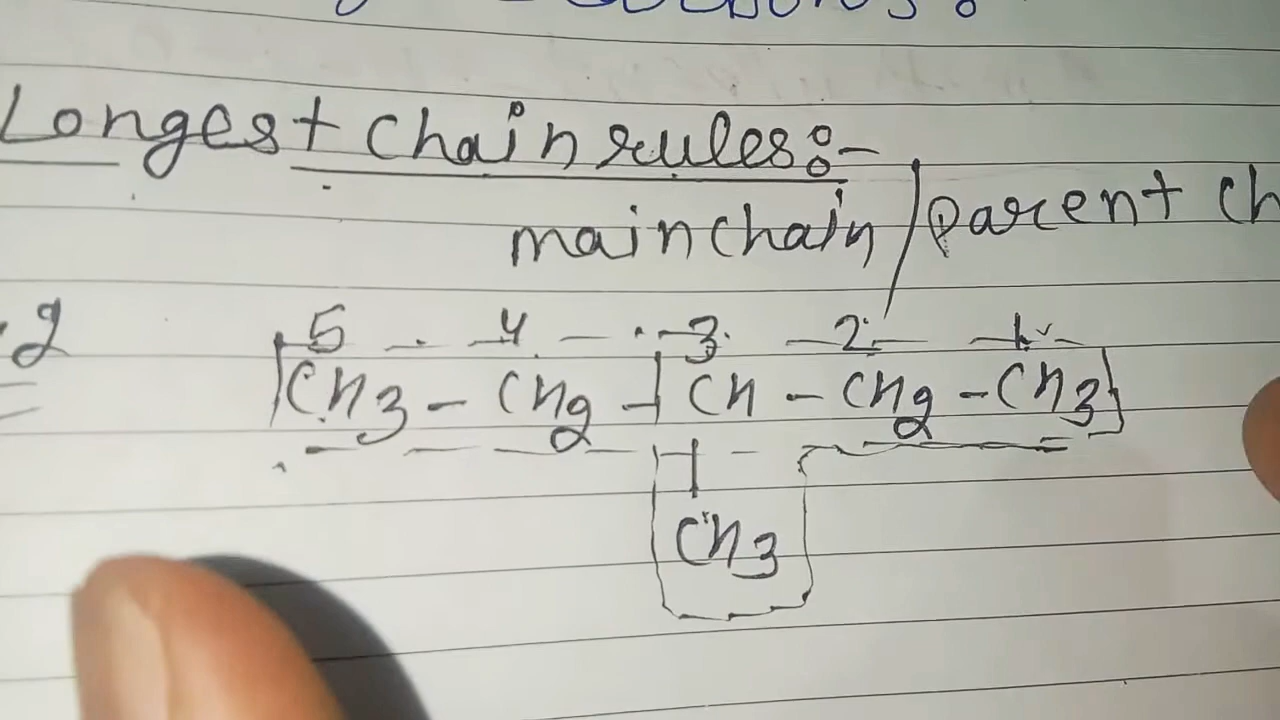 Longest chain rules:-
main chain/parent ch
2
5 4 3 2 1
CH3 - CH2 - CH - CH2 - CH3
CH3